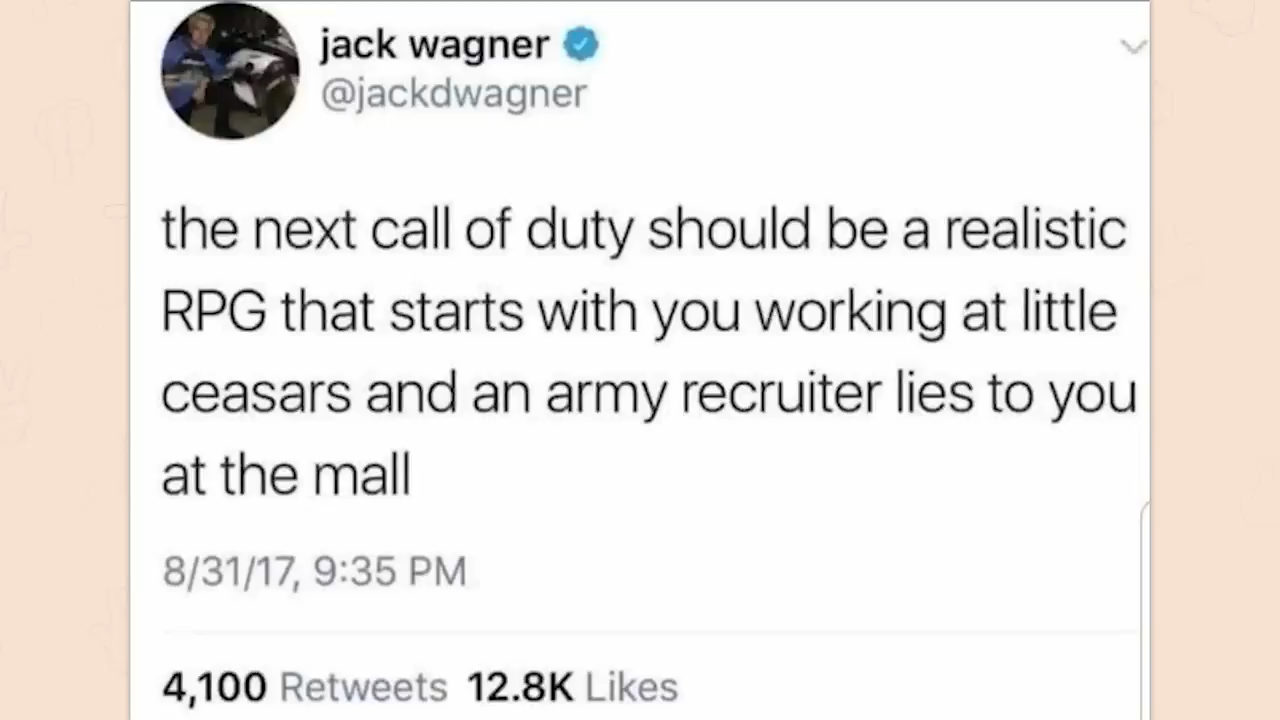 jack wagner
@jackdwagner
the next call of duty should be a realistic
RPG that starts with you working at little
ceasars and an army recruiter lies to you
at the mall
8/31/17, 9:35 PM
4,100 Retweets 12.8K Likes